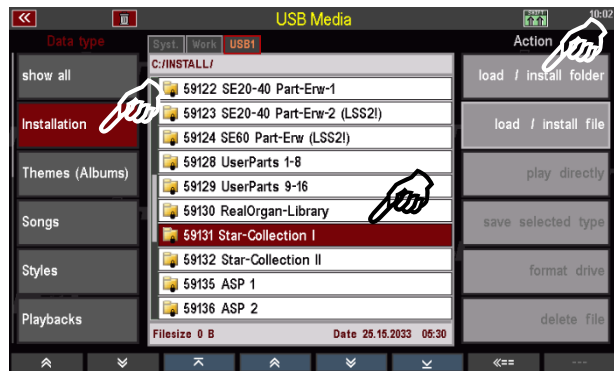 USB Media
10:02
Data type
Syst. Work USB1
Action
show all
Installation
Themes (Albums)
Songs
Styles
Playbacks
C:/INSTALL/
59122 SE20-40 Part-Erw-1
59123 SE20-40 Part-Erw-2 (LSS2!)
59124 SE60 Part-Erw (LSS2!)
59128 UserParts 1-8
59129 UserParts 9-16
59130 RealOrgan-Library
59131 Star-Collection I
59132 Star-Collection II
59135 ASP 1
59136 ASP 2
Filesize 0 B Date 25.15.2033 05:30
load / install folder
load / install file
play directly
save selected type
format drive
delete file
«==
---